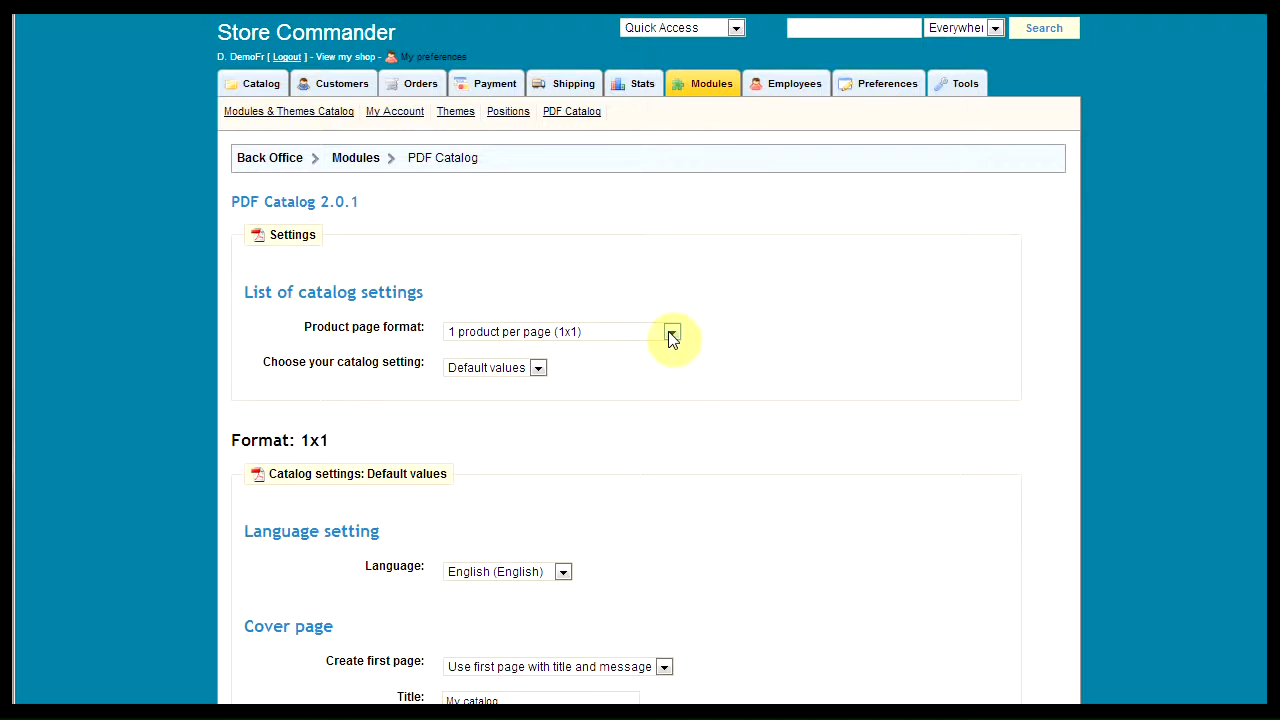 Store Commander
Quick Access
Everywher
Search
D. DemoFr [ Logout ] - View my shop - My preferences
Catalog
Customers
Orders
Payment
Shipping
Stats
Modules
Employees
Preferences
Tools
Modules & Themes Catalog
My Account
Themes
Positions
PDF Catalog
Back Office
Modules
PDF Catalog
PDF Catalog 2.0.1
Settings
List of catalog settings
Product page format:
1 product per page (1x1)
Choose your catalog setting:
Default values
Format: 1x1
Catalog settings: Default values
Language setting
Language:
English (English)
Cover page
Create first page:
Use first page with title and message
Title:
My catalog